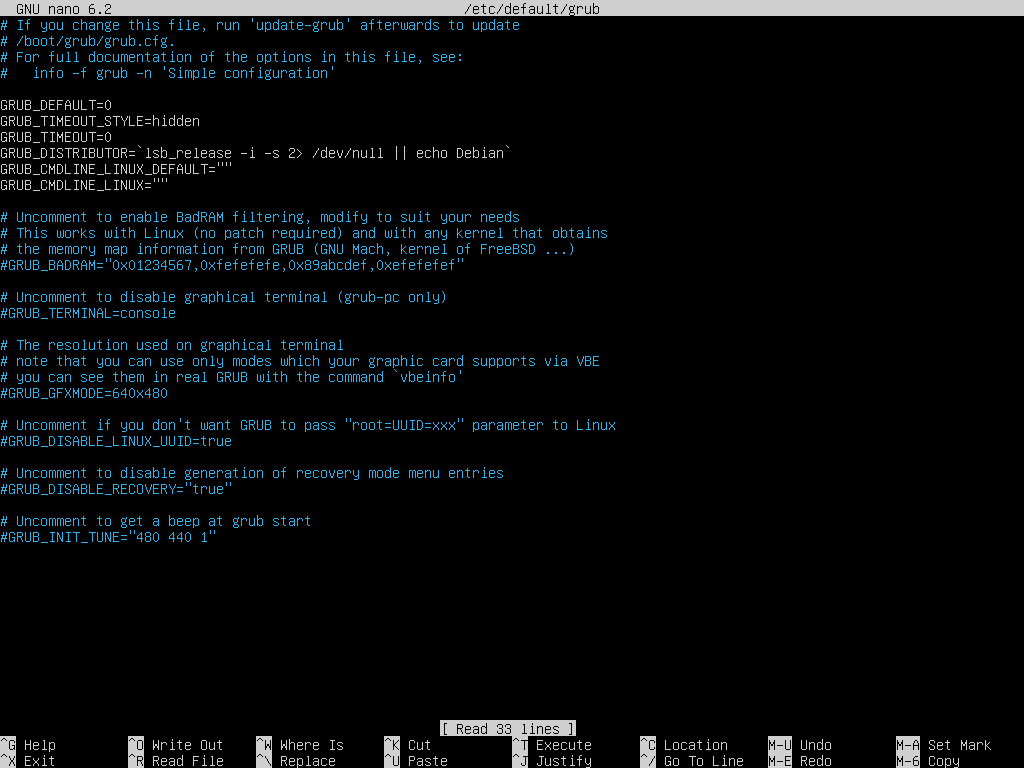 GNU nano 6.2 /etc/default/grub
# If you change this file, run 'update-grub' afterwards to update
# /boot/grub/grub.cfg.
# For full documentation of the options in this file, see:
#   info -f grub -n 'Simple configuration'
GRUB_DEFAULT=0
GRUB_TIMEOUT_STYLE=hidden
GRUB_TIMEOUT=0
GRUB_DISTRIBUTOR=`lsb_release -i -s 2> /dev/null || echo Debian`
GRUB_CMDLINE_LINUX_DEFAULT=""
GRUB_CMDLINE_LINUX=""
# Uncomment to enable BadRAM filtering, modify to suit your needs
# This works with Linux (no patch required) and with any kernel that obtains
# the memory map information from GRUB (GNU Mach, kernel of FreeBSD ...)
#GRUB_BADRAM="0x01234567,0xfefefefe,0x89abcdef,0xefefefef"
# Uncomment to disable graphical terminal (grub-pc only)
#GRUB_TERMINAL=console
# The resolution used on graphical terminal
# note that you can use only modes which your graphic card supports via VBE
# you can see them in real GRUB with the command `vbeinfo'
#GRUB_GFXMODE=640x480
# Uncomment if you don't want GRUB to pass "root=UUID=xxx" parameter to Linux
#GRUB_DISABLE_LINUX_UUID=true
# Uncomment to disable generation of recovery mode menu entries
#GRUB_DISABLE_RECOVERY="true"
# Uncomment to get a beep at grub start
#GRUB_INIT_TUNE="480 440 1"
[ Read 33 lines ]
^G Help ^O Write Out ^W Where Is ^K Cut ^T Execute ^C Location M-U Undo M-A Set Mark
^X Exit ^R Read File ^\ Replace ^U Paste ^J Justify ^/ Go To Line M-E Redo M-6 Copy